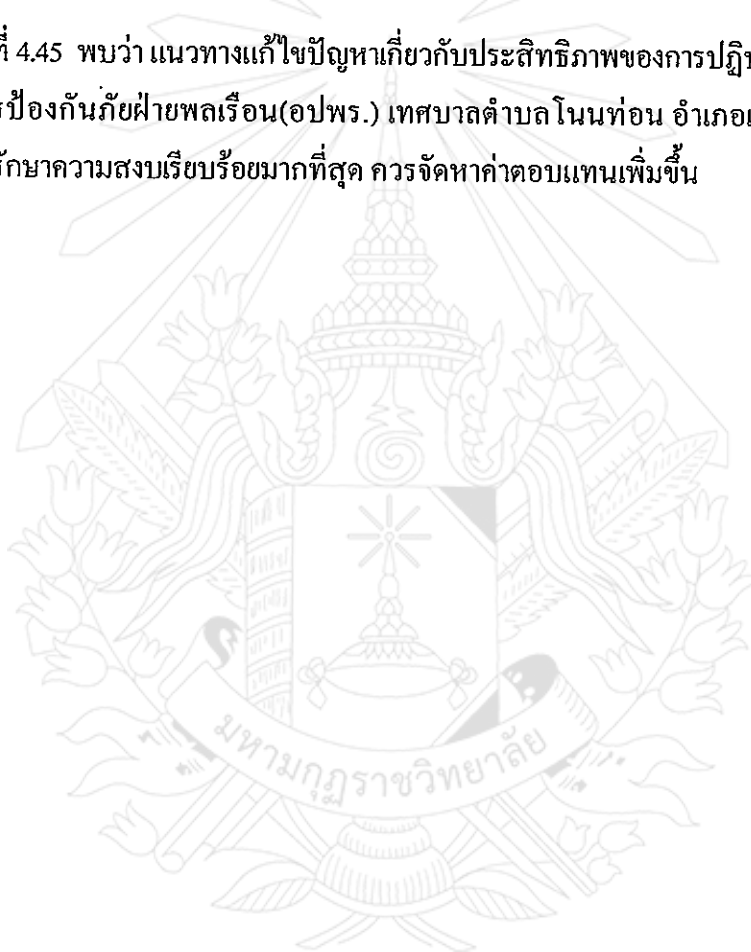 ที่ 4.45 พบว่า แนวทางแก้ไขปัญหาเกี่ยวกับประสิทธิภาพของการปฏิ
ป้องกันภัยฝ่ายพลเรือน(อปพร.) เทศบาลตำบลโนนท่อน อำเภอ
รักษาความสงบเรียบร้อยมากที่สุด ควรจัดหาค่าตอบแทนเพิ่มขึ้น
มหามกุฏราชวิทยาลัย